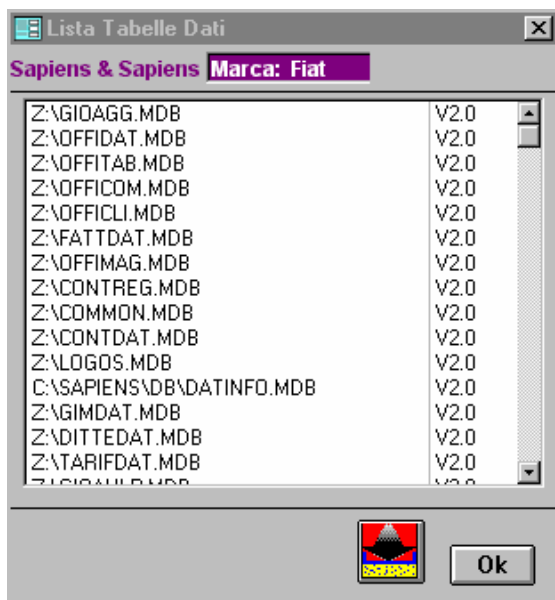 Lista Tabelle Dati
Sapiens & Sapiens Marca: Fiat
Z:\GIOAGG.MDB V2.0
Z:\OFFIDAT.MDB V2.0
Z:\OFFITAB.MDB V2.0
Z:\OFFICOM.MDB V2.0
Z:\OFFICLI.MDB V2.0
Z:\FATTDAT.MDB V2.0
Z:\OFFIMAG.MDB V2.0
Z:\CONTREG.MDB V2.0
Z:\COMMON.MDB V2.0
Z:\CONTDAT.MDB V2.0
Z:\LOGOS.MDB V2.0
C:\SAPIENS\DB\DATINFO.MDB V2.0
Z:\GIMDAT.MDB V2.0
Z:\DITTEDAT.MDB V2.0
Z:\TARIFDAT.MDB V2.0
Ok